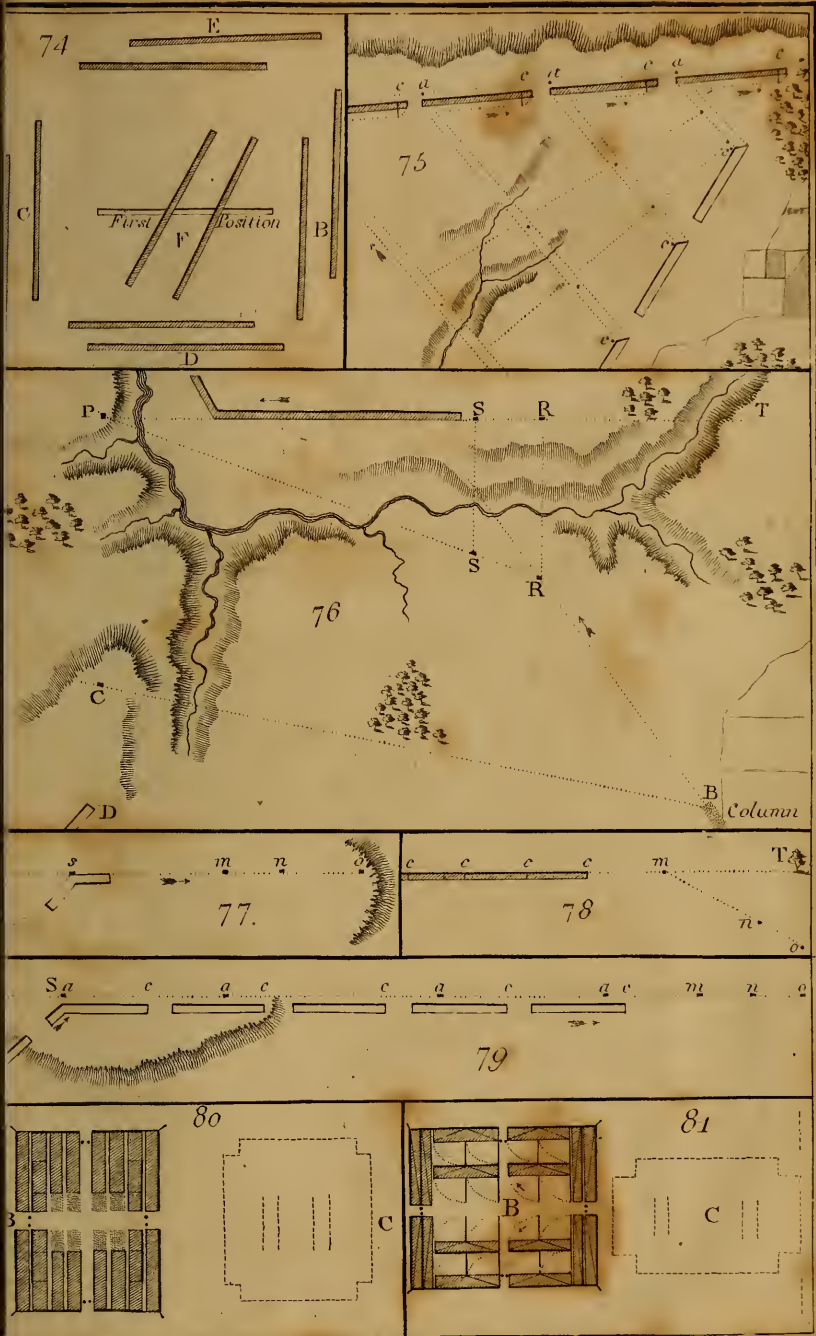 74
E
C
First Position
F
B
D
75
c a c a c a c
c
c
c
P S R T
S
R
76
C
D
B
Column
s m n o
77.
c c c c m T
n
o
78
S a c a c c a c a c m n o
79
80
B C
81
B C